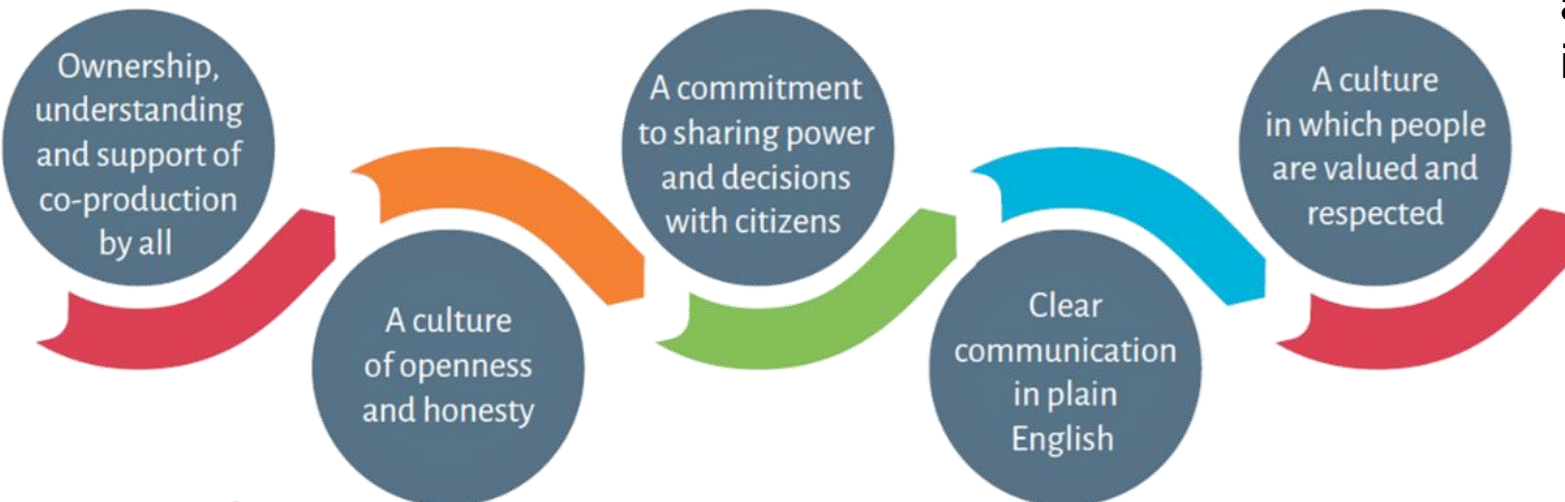 Ownership,
understanding
and support of
co-production
by all
A culture
of openness
and honesty
A commitment
to sharing power
and decisions
with citizens
Clear
communication
in plain
English
A culture
in which people
are valued and
respected